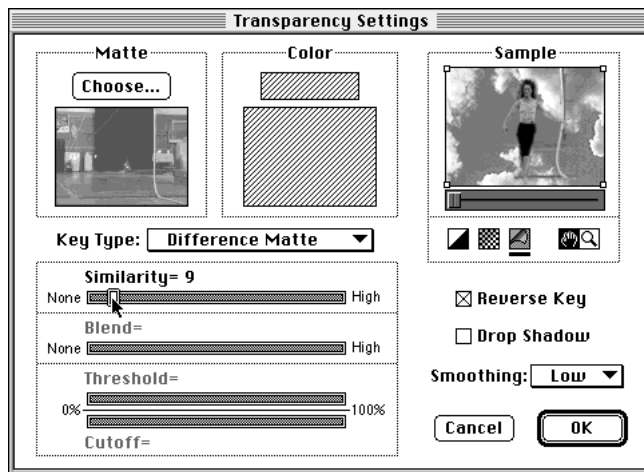 Transparency Settings
Matte
Color
Sample
Choose...
Key Type: Difference Matte
Similarity= 9
None High
Blend=
None High
Threshold=
0% 100%
Cutoff=
Reverse Key
Drop Shadow
Smoothing: Low
Cancel OK